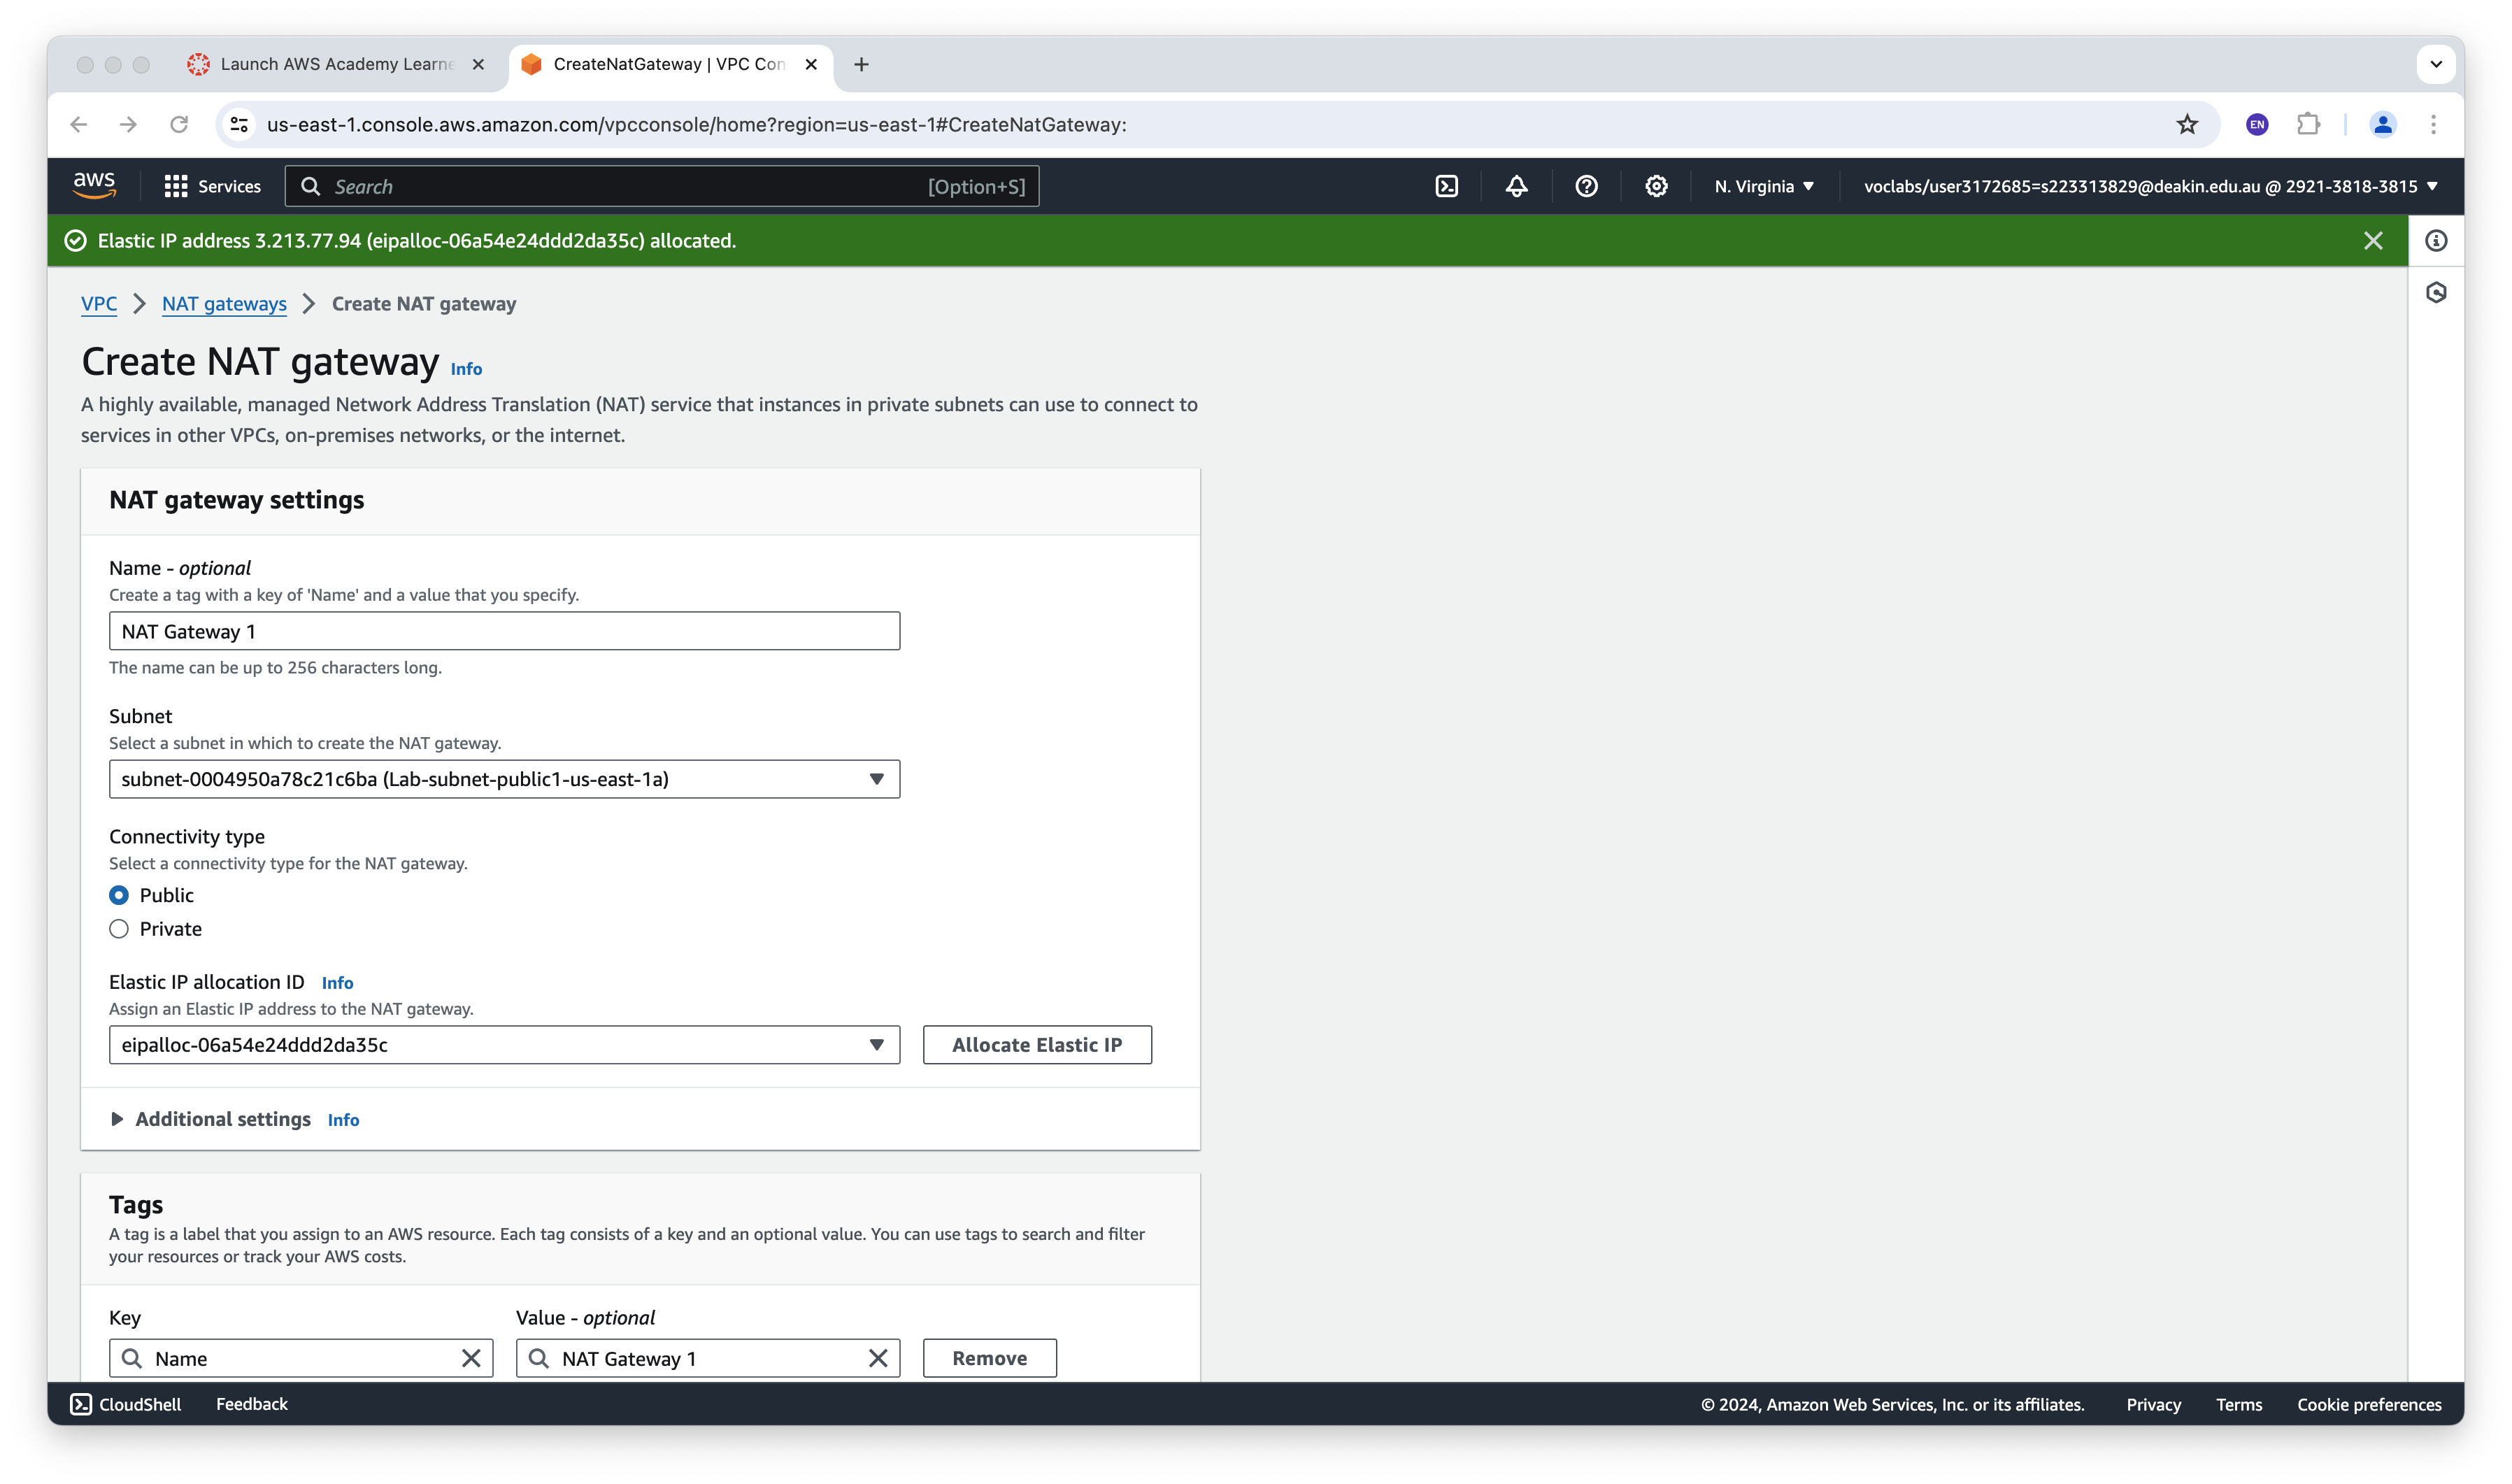 Launch AWS Academy Learne
CreateNatGateway | VPC Con
us-east-1.console.aws.amazon.com/vpcconsole/home?region=us-east-1#CreateNatGateway:
EN
aws
Services
Search
[Option+S]
N. Virginia
voclabs/user3172685=s223313829@deakin.edu.au @ 2921-3818-3815
Elastic IP address 3.213.77.94 (eipalloc-06a54e24ddd2da35c) allocated.
VPC
NAT gateways
Create NAT gateway
Create NAT gateway Info
A highly available, managed Network Address Translation (NAT) service that instances in private subnets can use to connect to
services in other VPCs, on-premises networks, or the internet.
NAT gateway settings
Name - optional
Create a tag with a key of 'Name' and a value that you specify.
NAT Gateway 1
The name can be up to 256 characters long.
Subnet
Select a subnet in which to create the NAT gateway.
subnet-0004950a78c21c6ba (Lab-subnet-public1-us-east-1a)
Connectivity type
Select a connectivity type for the NAT gateway.
Public
Private
Elastic IP allocation ID Info
Assign an Elastic IP address to the NAT gateway.
eipalloc-06a54e24ddd2da35c
Allocate Elastic IP
Additional settings Info
Tags
A tag is a label that you assign to an AWS resource. Each tag consists of a key and an optional value. You can use tags to search and filter
your resources or track your AWS costs.
Key
Value - optional
Name
NAT Gateway 1
Remove
CloudShell
Feedback
© 2024, Amazon Web Services, Inc. or its affiliates.
Privacy
Terms
Cookie preferences